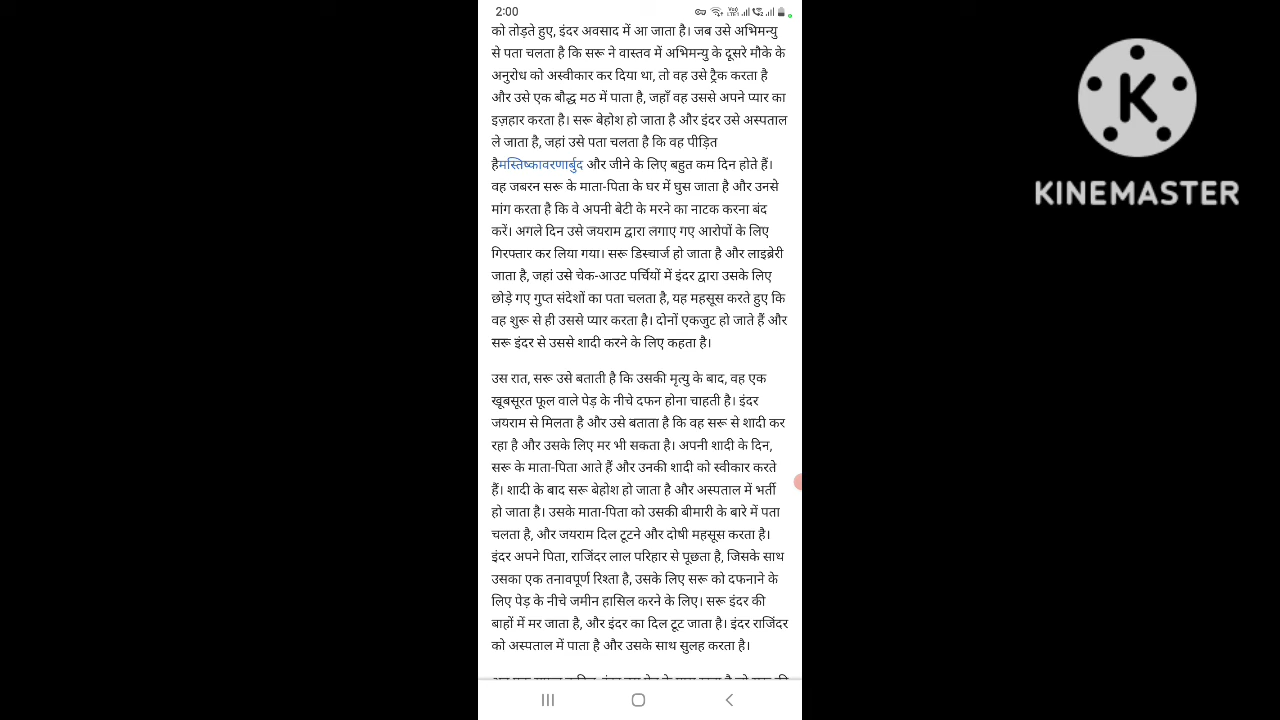 2:00
को तोड़ते हुए, इंदर अवसाद में आ जाता है। जब उसे अभिमन्यु
से पता चलता है कि सरू ने वास्तव में अभिमन्यु के दूसरे मौके के
अनुरोध को अस्वीकार कर दिया था, तो वह उसे ट्रैक करता है
और उसे एक बौद्ध मठ में पाता है, जहाँ वह उससे अपने प्यार का
इज़हार करता है। सरू बेहोश हो जाता है और इंदर उसे अस्पताल
ले जाता है, जहां उसे पता चलता है कि वह पीड़ित
हैमस्तिष्कावरणार्बुद और जीने के लिए बहुत कम दिन होते हैं।
वह जबरन सरू के माता-पिता के घर में घुस जाता है और उनसे
मांग करता है कि वे अपनी बेटी के मरने का नाटक करना बंद
करें। अगले दिन उसे जयराम द्वारा लगाए गए आरोपों के लिए
गिरफ्तार कर लिया गया। सरू डिस्चार्ज हो जाता है और लाइब्रेरी
जाता है, जहां उसे चेक-आउट पर्चियों में इंदर द्वारा उसके लिए
छोड़े गए गुप्त संदेशों का पता चलता है, यह महसूस करते हुए कि
वह शुरू से ही उससे प्यार करता है। दोनों एकजुट हो जाते हैं और
सरू इंदर से उससे शादी करने के लिए कहता है।
उस रात, सरू उसे बताती है कि उसकी मृत्यु के बाद, वह एक
खूबसूरत फूल वाले पेड़ के नीचे दफन होना चाहती है। इंदर
जयराम से मिलता है और उसे बताता है कि वह सरू से शादी कर
रहा है और उसके लिए मर भी सकता है। अपनी शादी के दिन,
सरू के माता-पिता आते हैं और उनकी शादी को स्वीकार करते
हैं। शादी के बाद सरू बेहोश हो जाता है और अस्पताल में भर्ती
हो जाता है। उसके माता-पिता को उसकी बीमारी के बारे में पता
चलता है, और जयराम दिल टूटने और दोषी महसूस करता है।
इंदर अपने पिता, राजिंदर लाल परिहार से पूछता है, जिसके साथ
उसका एक तनावपूर्ण रिश्ता है, उसके लिए सरू को दफनाने के
लिए पेड़ के नीचे जमीन हासिल करने के लिए। सरू इंदर की
बाहों में मर जाता है, और इंदर का दिल टूट जाता है। इंदर राजिंदर
को अस्पताल में पाता है और उसके साथ सुलह करता है।
K
KINEMASTER